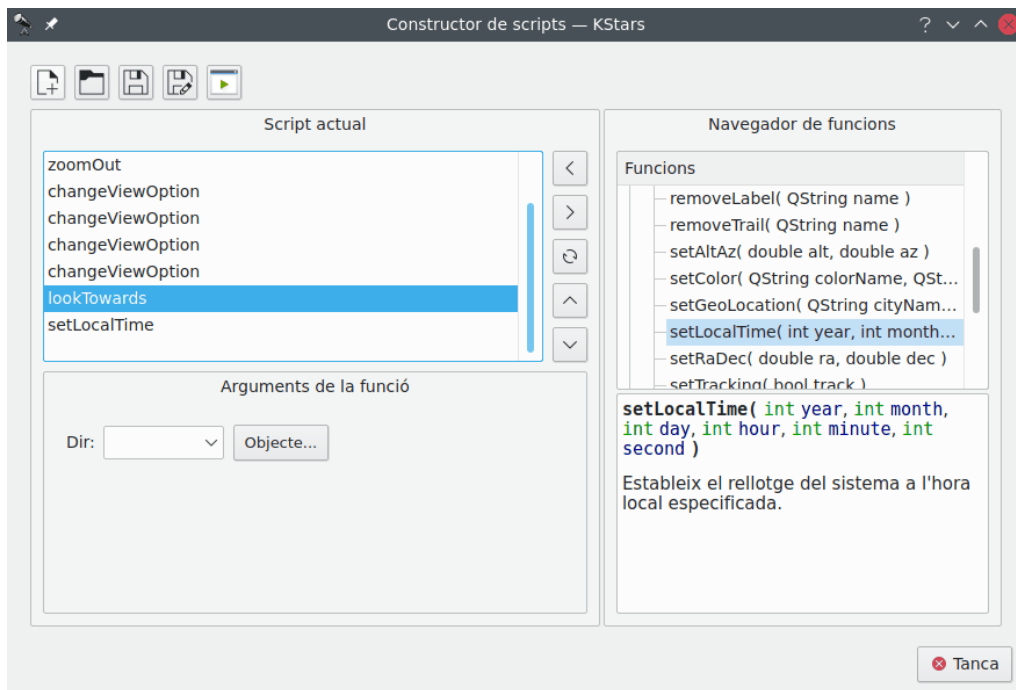 Constructor de scripts — KStars
Script actual
zoomOut
changeViewOption
changeViewOption
changeViewOption
changeViewOption
lookTowards
setLocalTime
Arguments de la funció
Dir:
Objecte...
Navegador de funcions
Funcions
removeLabel( QString name )
removeTrail( QString name )
setAltAz( double alt, double az )
setColor( QString colorName, QSt...
setGeoLocation( QString cityNam...
setLocalTime( int year, int month...
setRaDec( double ra, double dec )
setTracking( bool track )
setLocalTime( int year, int month,
int day, int hour, int minute, int
second )
Estableix el rellotge del sistema a l'hora
local especificada.
Tanca